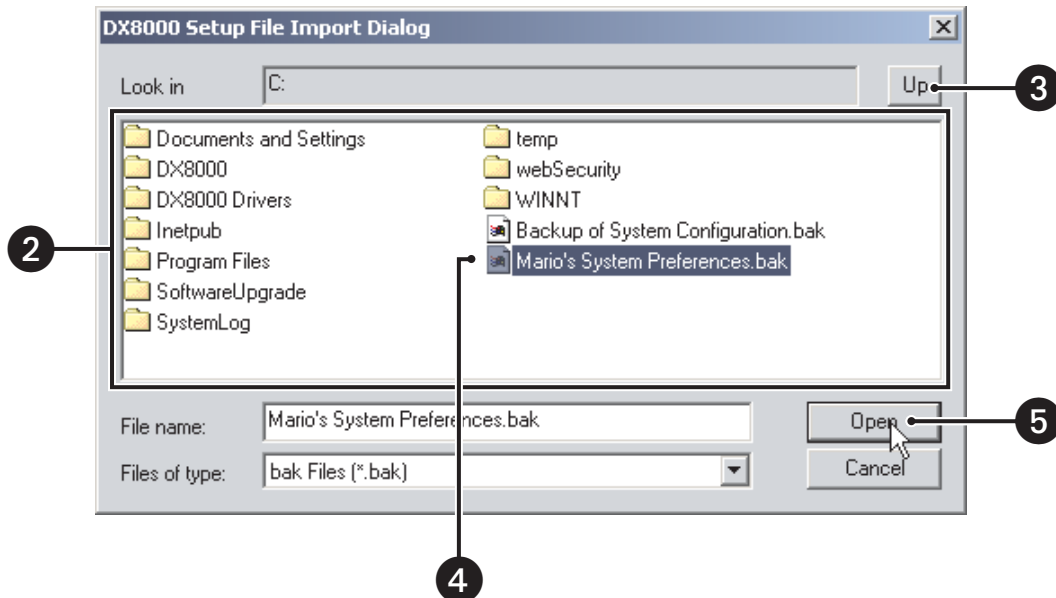 DX8000 Setup File Import Dialog
Look in
C:
Up
3
Documents and Settings
DX8000
DX8000 Drivers
Inetpub
Program Files
SoftwareUpgrade
SystemLog
temp
webSecurity
WINNT
Backup of System Configuration.bak
Mario's System Preferences.bak
2
File name:
Mario's System Preferences.bak
Open
5
Files of type:
bak Files (*.bak)
Cancel
4